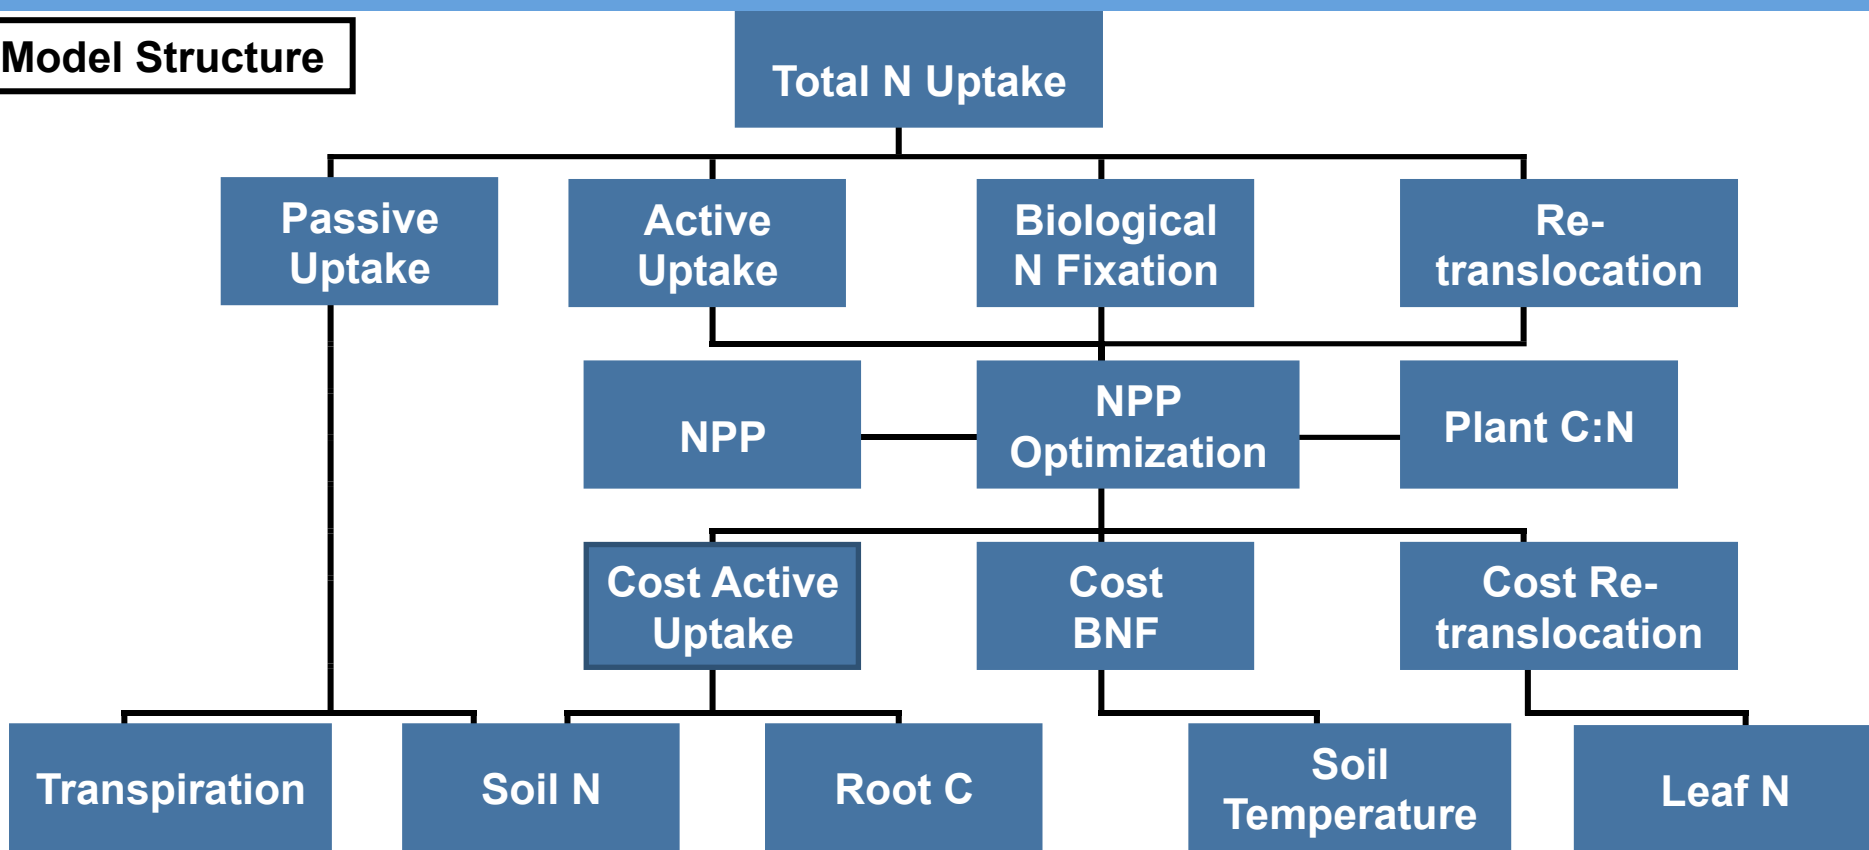 Model Structure
Total N Uptake
Passive
Uptake
Active
Uptake
Biological
N Fixation
Re-
translocation
NPP
NPP
Optimization
Plant C:N
Cost Active
Uptake
Cost
BNF
Cost Re-
translocation
Transpiration
Soil N
Root C
Soil
Temperature
Leaf N